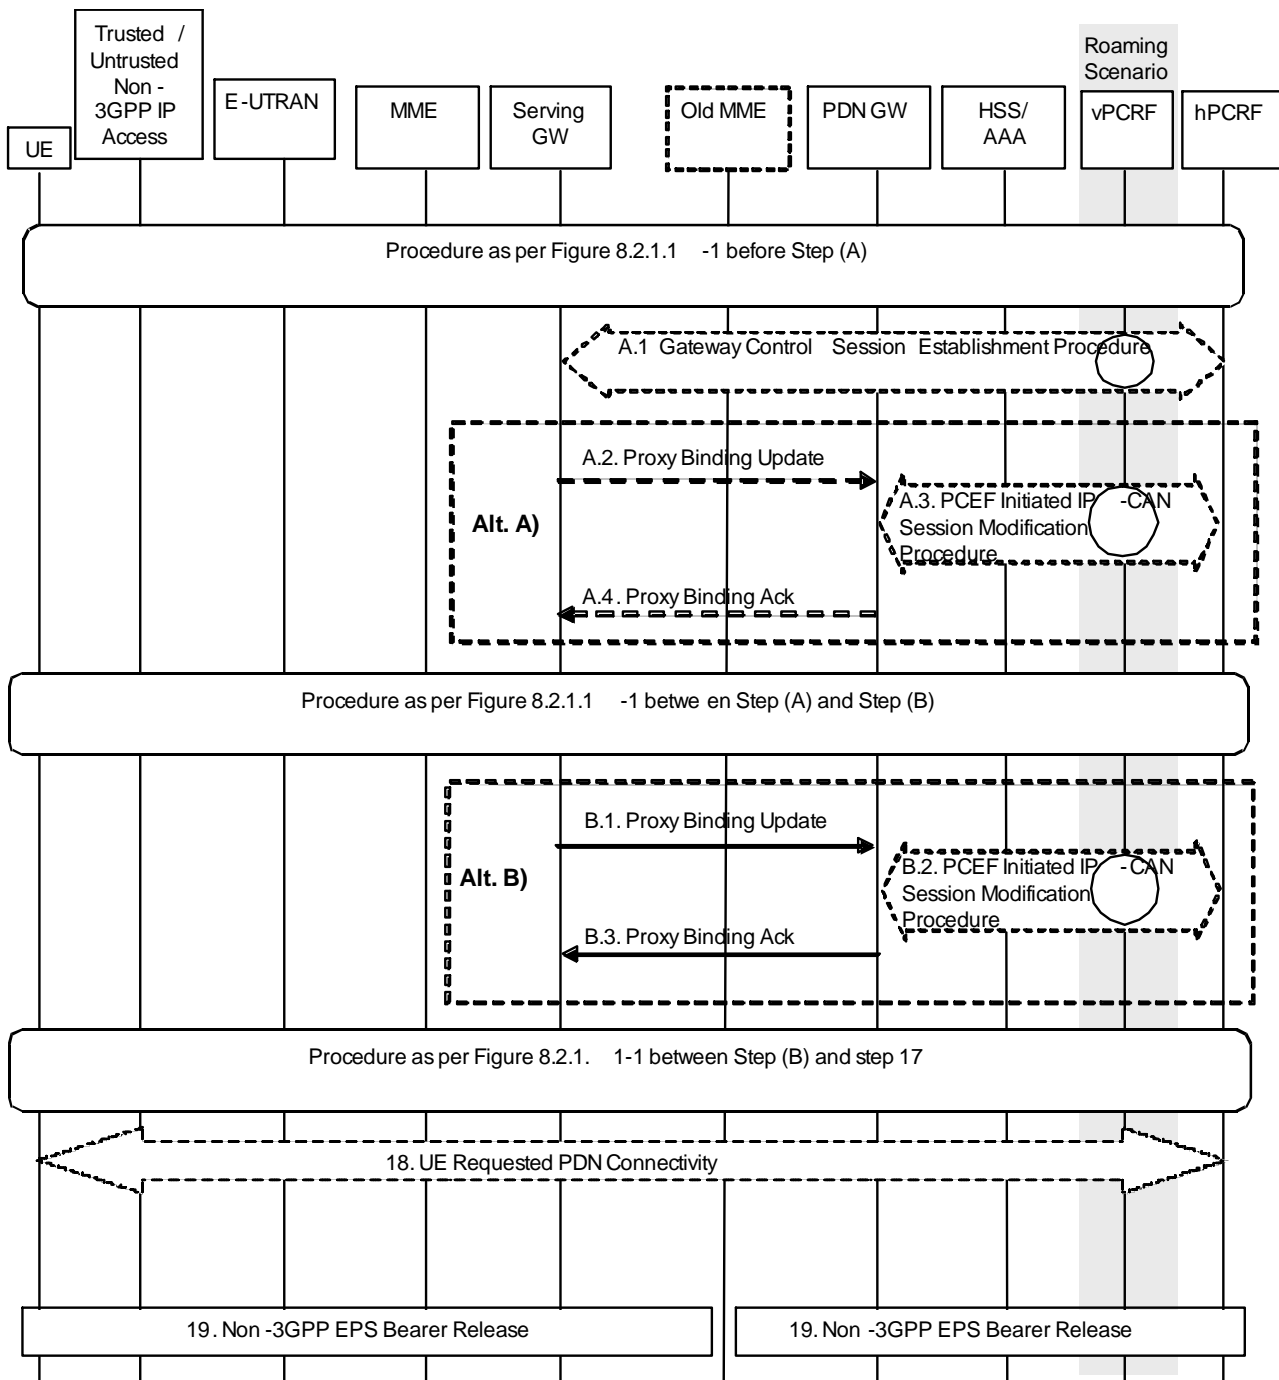 Trusted /
Untrusted
Non -
3GPP IP
Access
Roaming
Scenario
UE
E-UTRAN
MME
Serving
GW
Old MME
PDN GW
HSS/
AAA
vPCRF
hPCRF
Procedure as per Figure 8.2.1.1 -1 before Step (A)
A.1 Gateway Control Session Establishment Procedure
A.2. Proxy Binding Update
Alt. A)
A.3. PCEF Initiated IP -CAN
Session Modification
Procedure
A.4. Proxy Binding Ack
Procedure as per Figure 8.2.1.1 -1 betwe en Step (A) and Step (B)
B.1. Proxy Binding Update
Alt. B)
B.2. PCEF Initiated IP -CAN
Session Modification
Procedure
B.3. Proxy Binding Ack
Procedure as per Figure 8.2.1. 1-1 between Step (B) and step 17
18. UE Requested PDN Connectivity
19. Non -3GPP EPS Bearer Release
19. Non -3GPP EPS Bearer Release